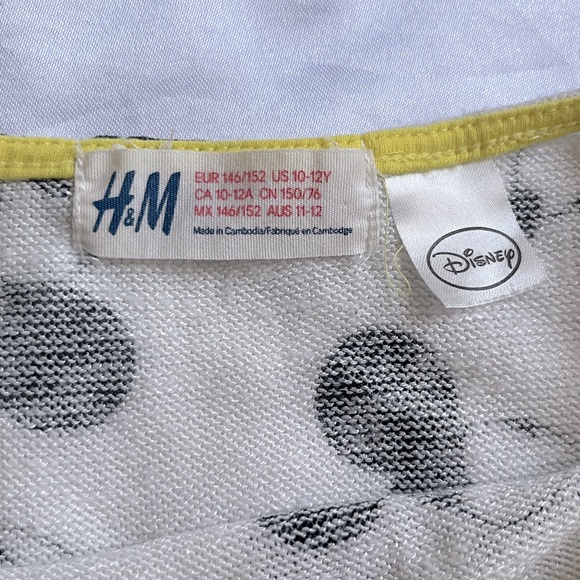 H&M
EUR 146/152 US 10-12Y
CA 10-12A CN 150/76
MX 146/152 AUS 11-12
Made in Cambodia/Fabriqué en Cambodge
Disney